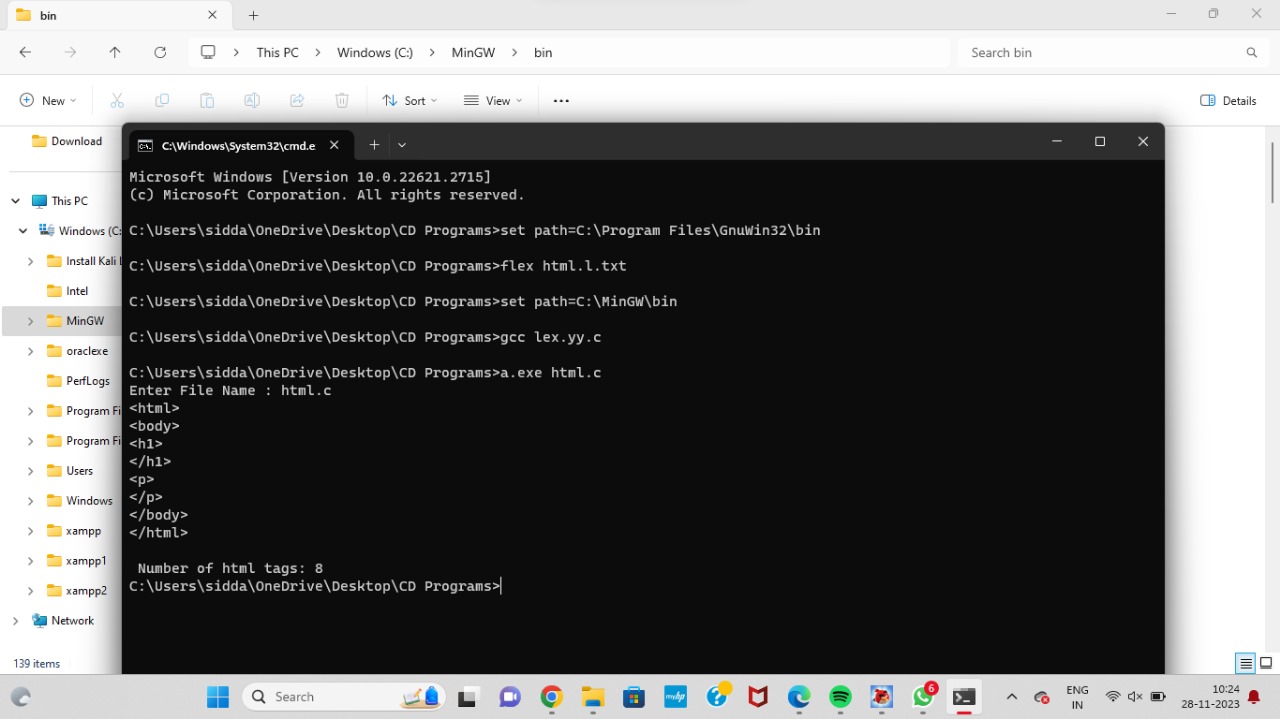 bin
This PC
Windows (C:)
MinGW
bin
Search bin
New
Sort
View
Details
Download
This PC
Windows (C:
Install Kali L
Intel
MinGW
oraclexe
PerfLogs
Program Fi
Program Fi
Users
Windows
xampp
xampp1
xampp2
Network
139 items
C:\Windows\System32\cmd.e
Microsoft Windows [Version 10.0.22621.2715]
(c) Microsoft Corporation. All rights reserved.
C:\Users\sidda\OneDrive\Desktop\CD Programs>set path=C:\Program Files\GnuWin32\bin
C:\Users\sidda\OneDrive\Desktop\CD Programs>flex html.l.txt
C:\Users\sidda\OneDrive\Desktop\CD Programs>set path=C:\MinGW\bin
C:\Users\sidda\OneDrive\Desktop\CD Programs>gcc lex.yy.c
C:\Users\sidda\OneDrive\Desktop\CD Programs>a.exe html.c
Enter File Name : html.c
<html>
<body>
<h1>
</h1>
<p>
</p>
</body>
</html>
Number of html tags: 8
C:\Users\sidda\OneDrive\Desktop\CD Programs>
Search
myhp
6
ENG
IN
10:24
28-11-2023